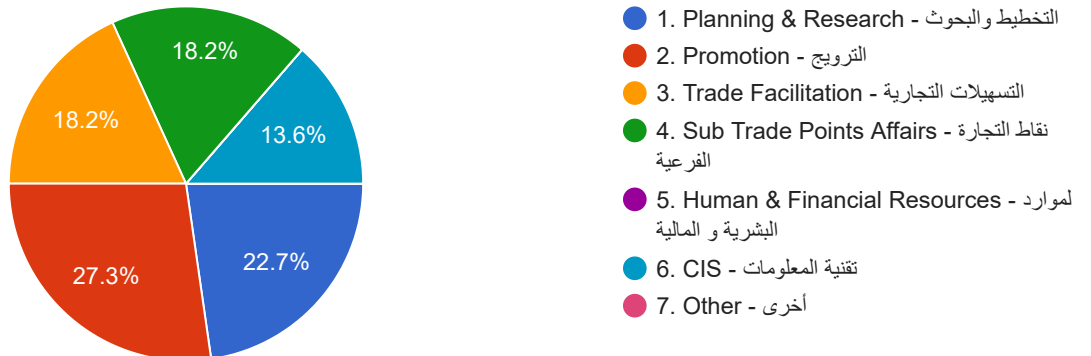 18.2%
18.2%
13.6%
27.3%
22.7%
1. Planning & Research - التخطيط والبحوث
2. Promotion - الترويج
3. Trade Facilitation - التسهيلات التجارية
4. Sub Trade Points Affairs - نقاط التجارة
الفرعية
5. Human & Financial Resources - لموارد
البشرية و المالية
6. CIS - تقنية المعلومات
7. Other - أخرى